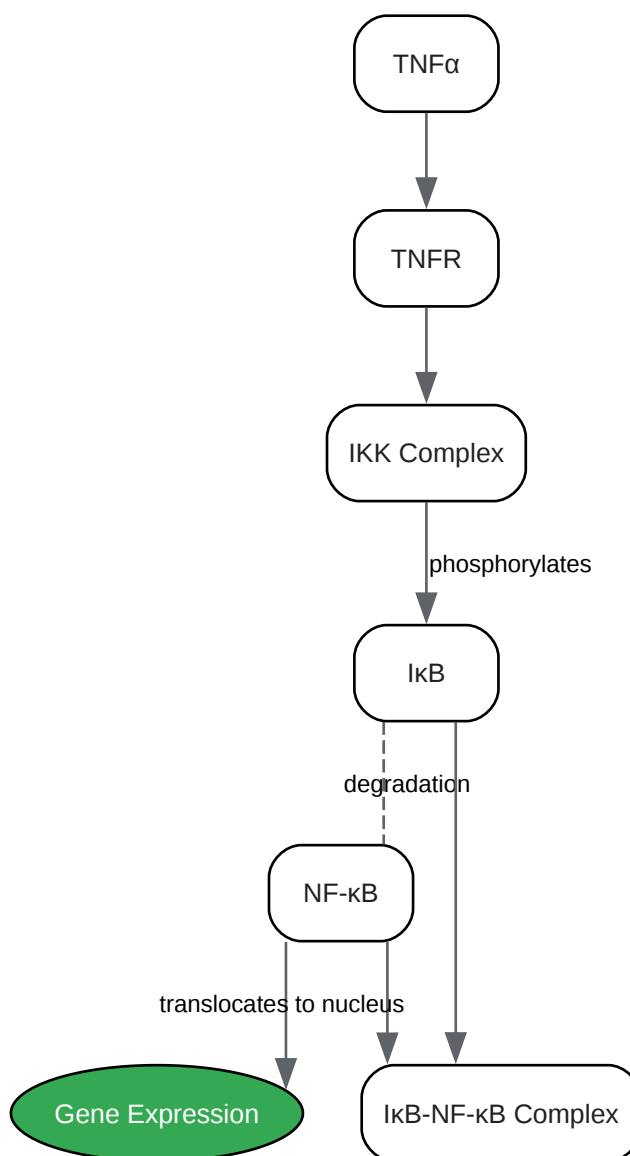 TNFα
TNFR
IKK Complex
phosphorylates
IκB
degradation
NF-κB
translocates to nucleus
Gene Expression
IκB-NF-κB Complex